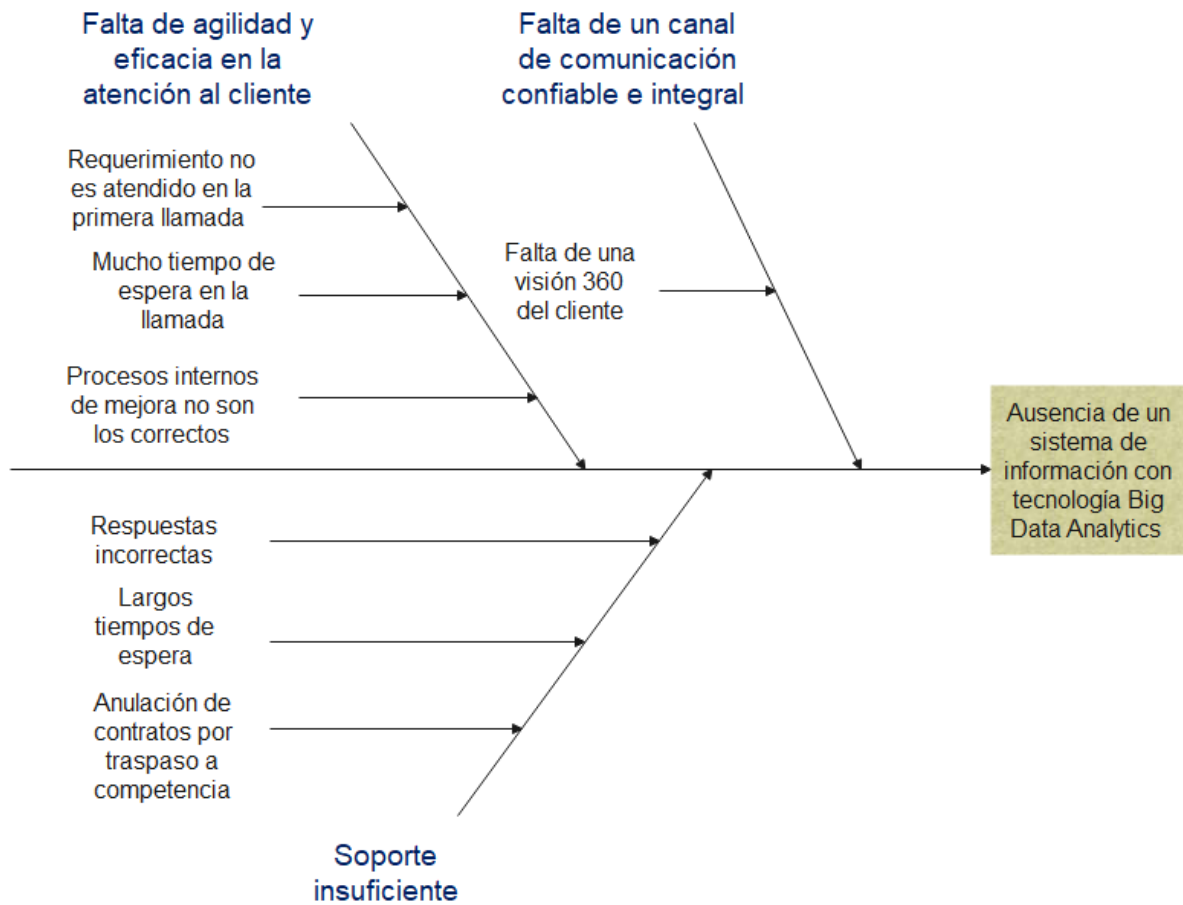 Falta de agilidad y
eficacia en la
atención al cliente
Falta de un canal
de comunicación
confiable e integral
Requerimiento no
es atendido en la
primera llamada
Mucho tiempo de
espera en la
llamada
Falta de una
visión 360
del cliente
Procesos internos
de mejora no son
los correctos
Ausencia de un
sistema de
información con
tecnología Big
Data Analytics
Respuestas
incorrectas
Largos
tiempos de
espera
Anulación de
contratos por
traspaso a
competencia
Soporte
insuficiente